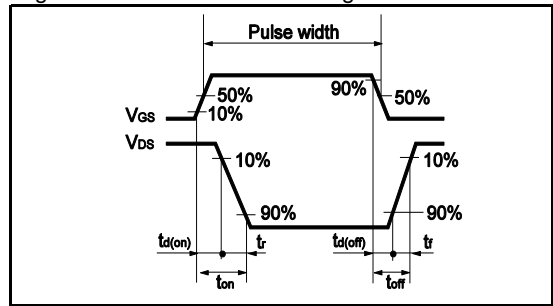 Pulse width
90%
50%
50%
10%
VGS
VDS
10%
10%
90%
90%
td(on)
tr
td(off)
tf
ton
toff